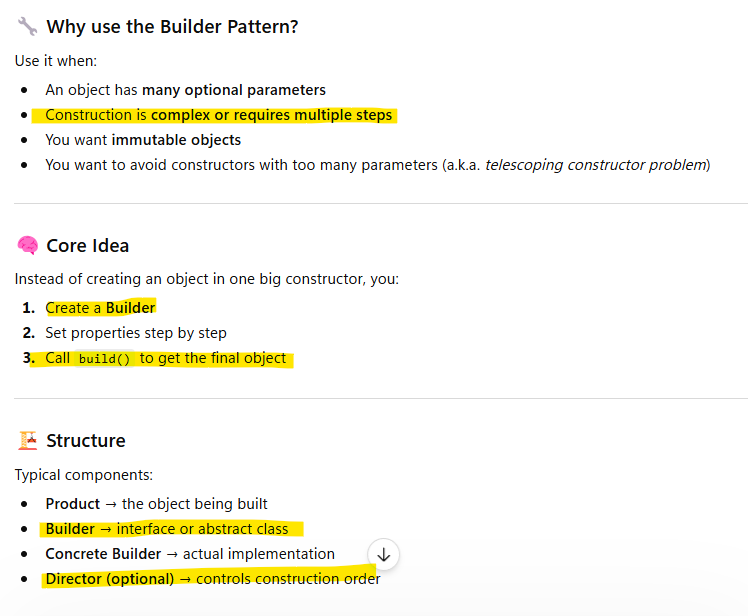 🔧 Why use the Builder Pattern?
Use it when:
• An object has many optional parameters
• Construction is complex or requires multiple steps
• You want immutable objects
• You want to avoid constructors with too many parameters (a.k.a. telescoping constructor problem)
🧠 Core Idea
Instead of creating an object in one big constructor, you:
1. Create a Builder
2. Set properties step by step
3. Call build() to get the final object
🏗️ Structure
Typical components:
• Product → the object being built
• Builder → interface or abstract class
• Concrete Builder → actual implementation
• Director (optional) → controls construction order